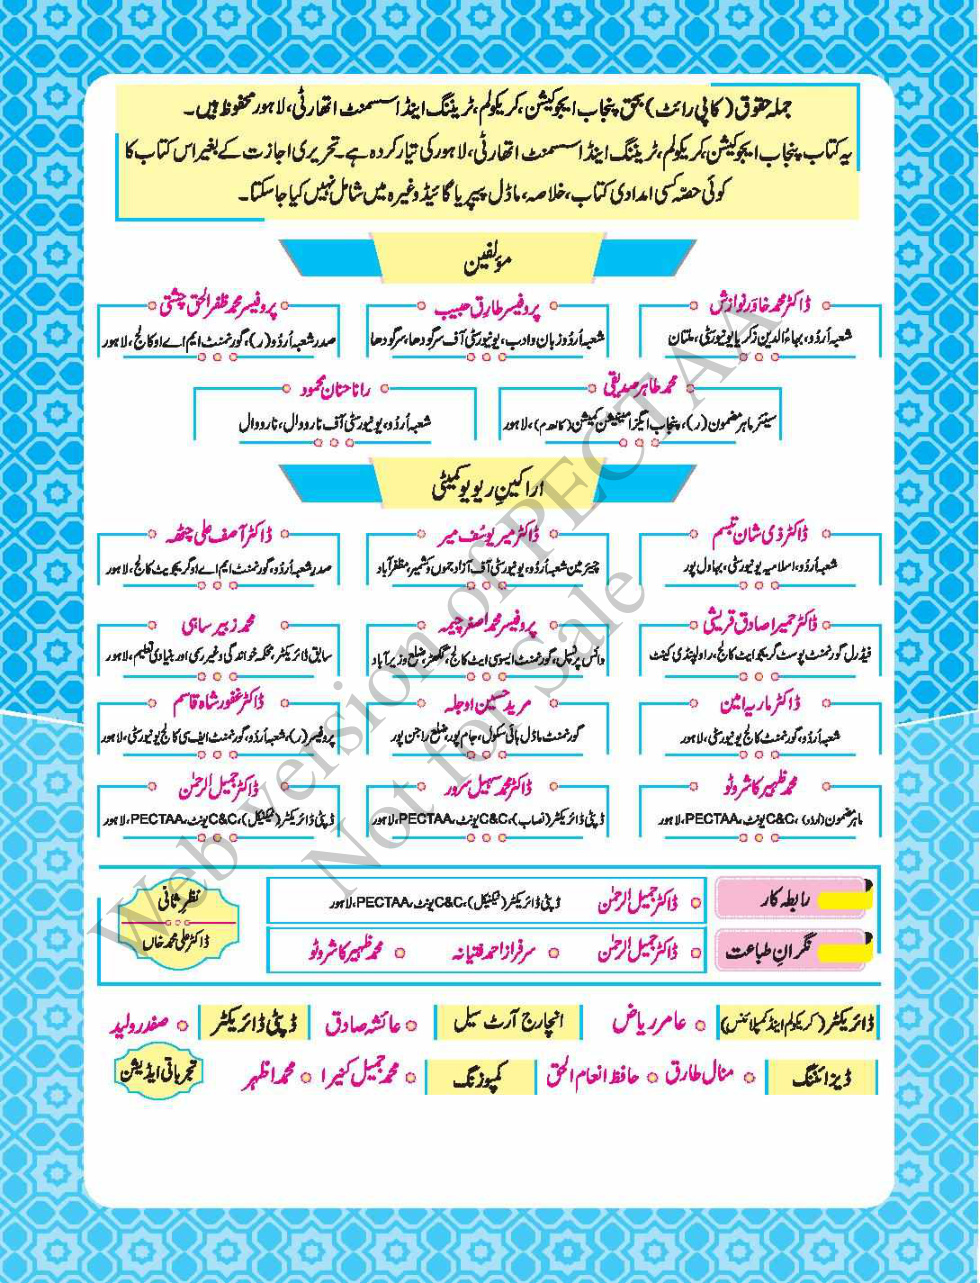 جملہ حقوق (کاپی رائٹ) بحق پنجاب ایجوکیشن، کریکولم، ٹریننگ اینڈ اسسمنٹ اتھارٹی، لاہور محفوظ ہیں۔
یہ کتاب پنجاب ایجوکیشن، کریکولم، ٹریننگ اینڈ اسسمنٹ اتھارٹی، لاہور کی تیار کردہ ہے۔ تحریری اجازت کے بغیر اس کتاب کا
کوئی حصّہ کسی امدادی کتاب، خلاصہ، ماڈل پیپر یا گائیڈ وغیرہ میں شامل نہیں کیا جا سکتا۔
مؤلفین
ڈاکٹر محمد خاور نوازش
شعبہ اُردو، بہاءُ الدین زکریا یونیورسٹی، ملتان
پروفیسر طارق حبیب
شعبہ اُردو زبان وادب، یونیورسٹی آف سرگودھا، سرگودھا
پروفیسر محمد ظفر الحق چشتی
صدر شعبہ اُردو (ر)، گورنمنٹ ایم اے او کالج، لاہور
محمد طاہر صدیقی
سینئر ماہر مضمون (ر)، پنجاب ایگزامینیشن کمیشن (کالعدم)، لاہور
رانا حنان محمود
شعبہ اُردو، یونیورسٹی آف نارووال، نارووال
اراکینِ ریویو کمیٹی
ڈاکٹر ذی شان تبسم
شعبہ اُردو، اسلامیہ یونیورسٹی، بہاول پور
ڈاکٹر میر یوسُف میر
چیئرمین شعبہ اُردو، یونیورسٹی آف آزاد جموں وکشمیر، مظفرآباد
ڈاکٹر آصف علی چٹھہ
صدر شعبہ اُردو، گورنمنٹ ایم اے او گریجویٹ کالج، لاہور
ڈاکٹر حمیرا صادق قریشی
فیڈرل گورنمنٹ پوسٹ گریجوایٹ کالج، راولپنڈی کینٹ
پروفیسر محمد اصغر چیمہ
وائس پرنسپل، گورنمنٹ ایسوسی ایٹ کالج، گکھڑ، ضلع وزیر آباد
محمد زبیر ساہی
سابق ڈائریکٹر، محکمہ خواندگی وغیر رسمی اور بنیادی تعلیم، لاہور
ڈاکٹر ماریہ امین
شعبہ اُردو، گورنمنٹ کالج یونیورسٹی، لاہور
مرید حسین اوجلہ
گورنمنٹ ماڈل ہائی سکول، جام پور، ضلع راجن پور
ڈاکٹر غفور شاہ قاسم
پروفیسر (ر)، شعبہ اُردو، گورنمنٹ ایف سی کالج یونیورسٹی، لاہور
محمد ظہیر کاشر وٹو
ماہر مضمون (اردو)، C&C یونٹ، PECTAA، لاہور
ڈاکٹر محمد سہیل سرور
ڈپٹی ڈائریکٹر (نصاب)، C&C یونٹ، PECTAA، لاہور
ڈاکٹر جمیل الرحمٰن
ڈپٹی ڈائریکٹر (ٹیکنیکل)، C&C یونٹ، PECTAA، لاہور
رابطہ کار
ڈاکٹر جمیل الرحمٰن ڈپٹی ڈائریکٹر (ٹیکنیکل)، C&C یونٹ، PECTAA، لاہور
نظرِ ثانی
ڈاکٹر علی محمد خاں
نگرانِ طباعت
ڈاکٹر جمیل الرحمٰن سرفراز احمد فتیانہ محمد ظہیر کاشر وٹو
ڈائریکٹر (کریکولم اینڈ کمپلائنس) عامر ریاض انچارج آرٹ سیل عائشہ صادق ڈپٹی ڈائریکٹر صفدر ولید
ڈیزائننگ منال طارق حافظ انعام الحق کمپوزنگ محمد جمیل کنیرا محمد اظہر
تجرباتی ایڈیشن
Web version of PECTAA
Not for Sale